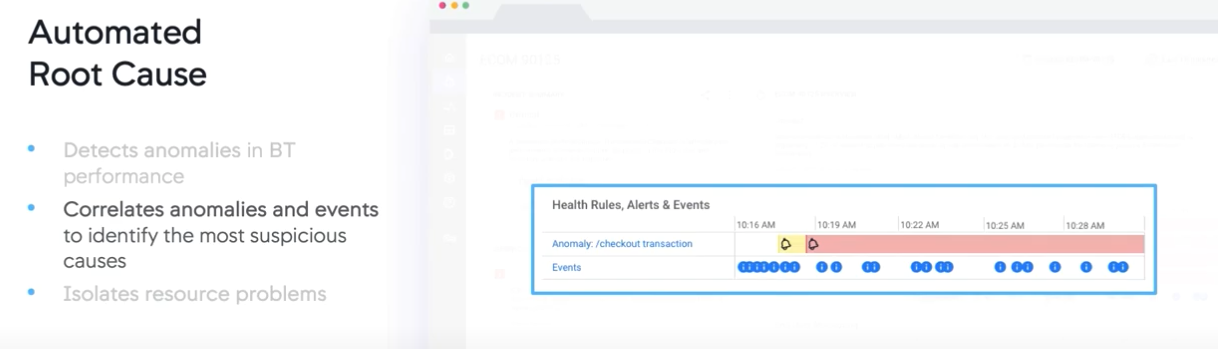 Automated
Root Cause
Detects anomalies in BT
performance
Correlates anomalies and events
to identify the most suspicious
causes
Isolates resource problems
Health Rules, Alerts & Events
10:16 AM 10:19 AM 10:22 AM 10:25 AM 10:28 AM
Anomaly: /checkout transaction
Events